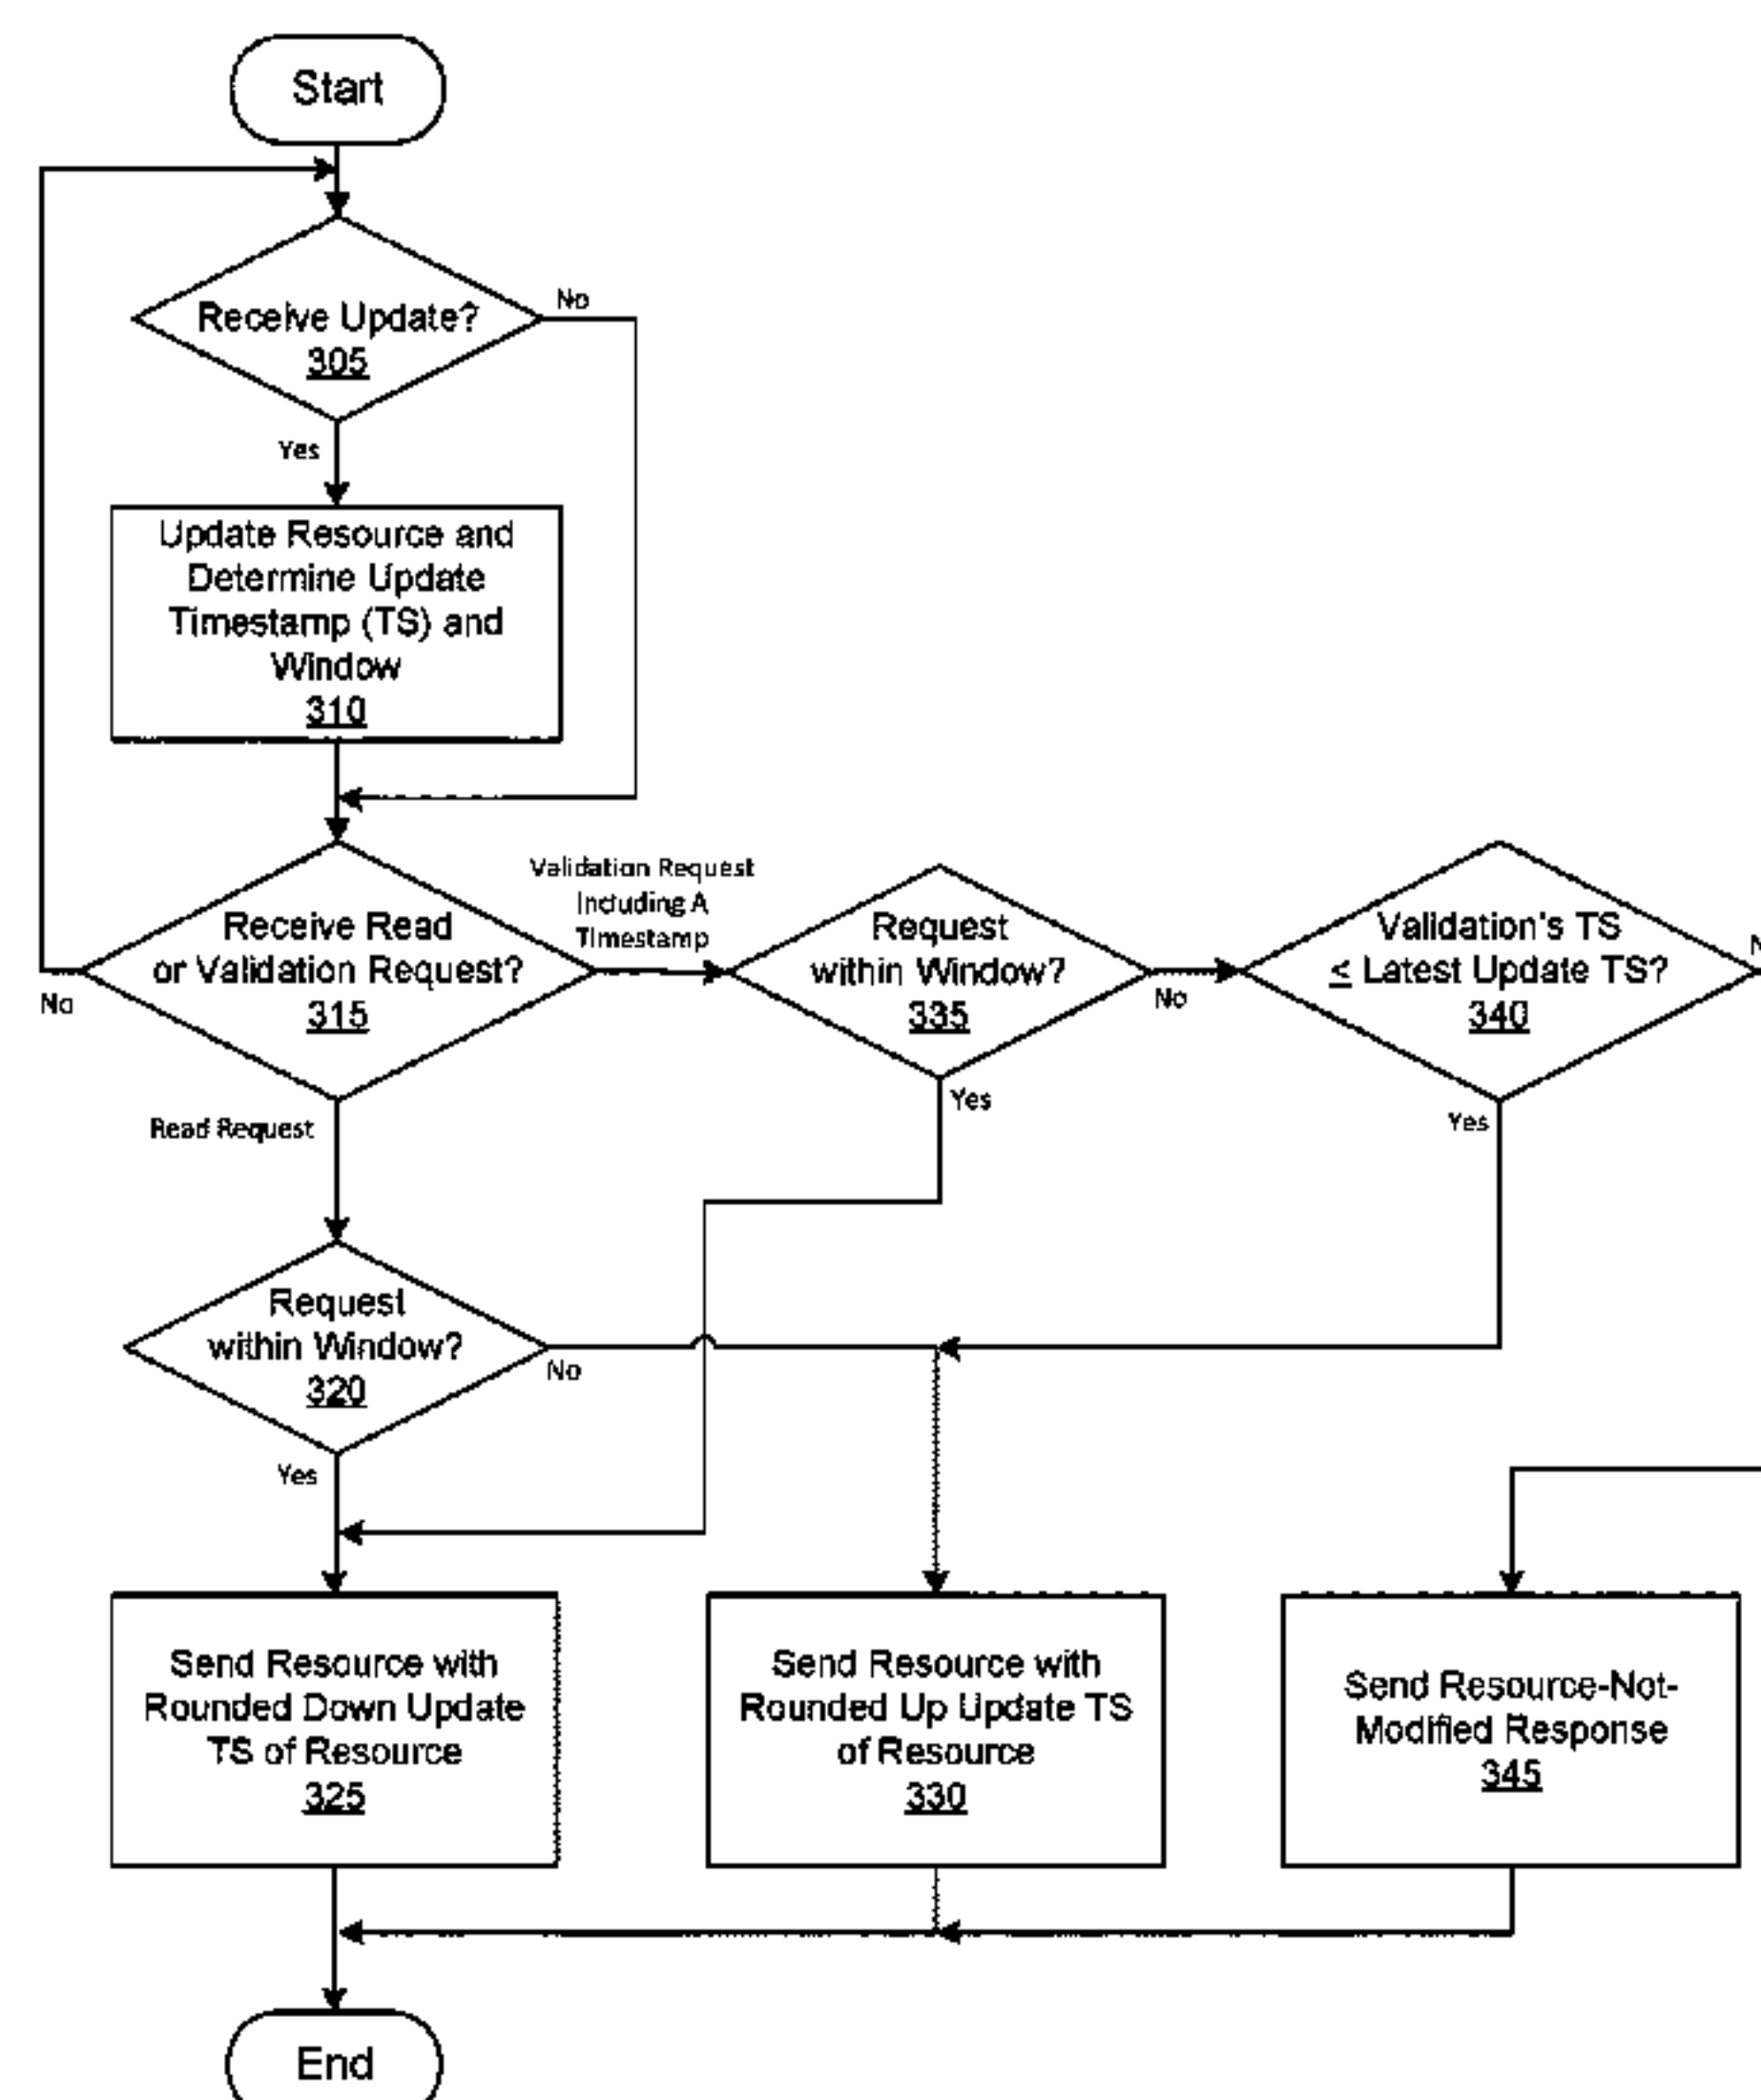 Start
Receive Update?
305
No
Yes
Update Resource and
Determine Update
Timestamp (TS) and
Window
310
Receive Read
or Validation Request?
315
No
Validation Request
Including A
Timestamp
Request
within Window?
335
No
Yes
Validation's TS
≤ Latest Update TS?
340
Yes
Read Request
Request
within Window?
320
No
Yes
Send Resource with
Rounded Down Update
TS of Resource
325
Send Resource with
Rounded Up Update TS
of Resource
330
Send Resource-Not-
Modified Response
345
End